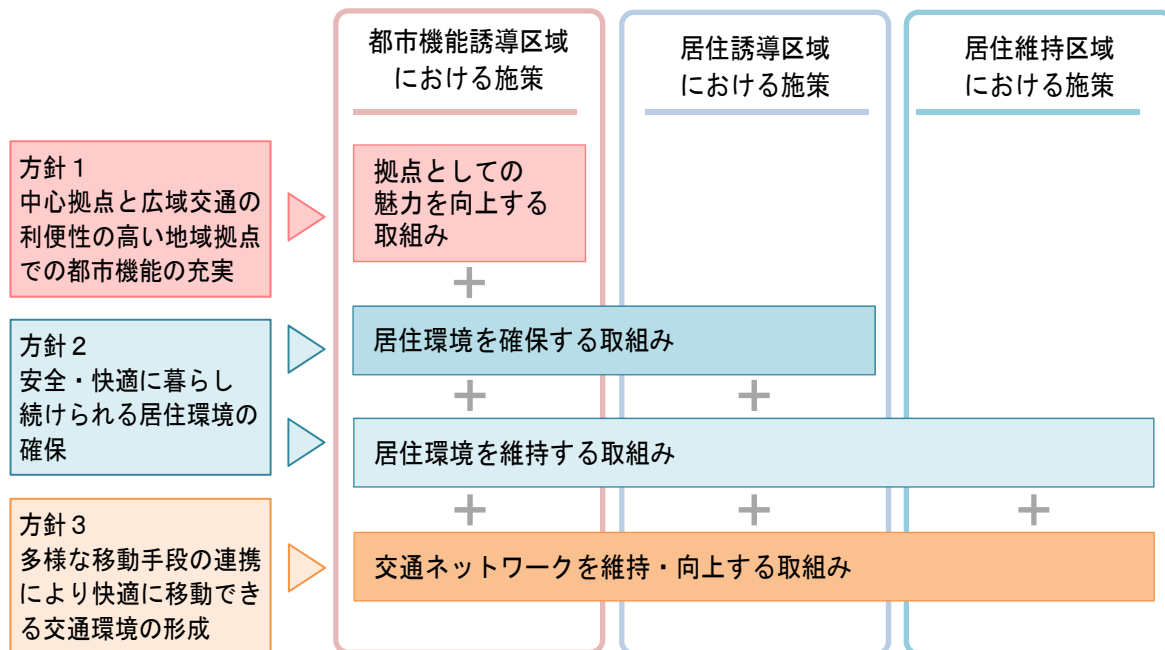 都市機能誘導区域
における施策
居住誘導区域
における施策
居住維持区域
における施策
方針１
中心拠点と広域交通の
利便性の高い地域拠点
での都市機能の充実
拠点としての
魅力を向上する
取組み
+
方針２
安全・快適に暮らし
続けられる居住環境の
確保
居住環境を確保する取組み
+ +
居住環境を維持する取組み
+ + +
方針３
多様な移動手段の連携
により快適に移動でき
る交通環境の形成
交通ネットワークを維持・向上する取組み